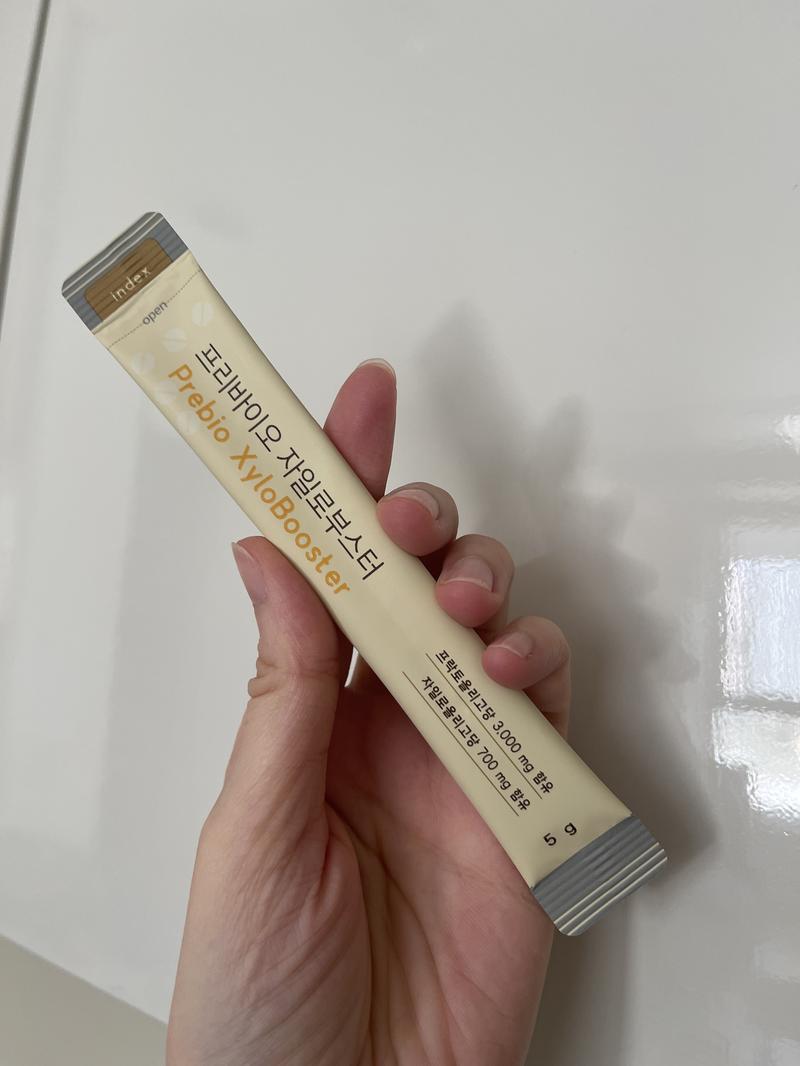 index
open
프리바이오 자일로부스터
Prebio XyloBooster
프락토올리고당 3,000 mg 함유
자일로올리고당 700 mg 함유
5 g